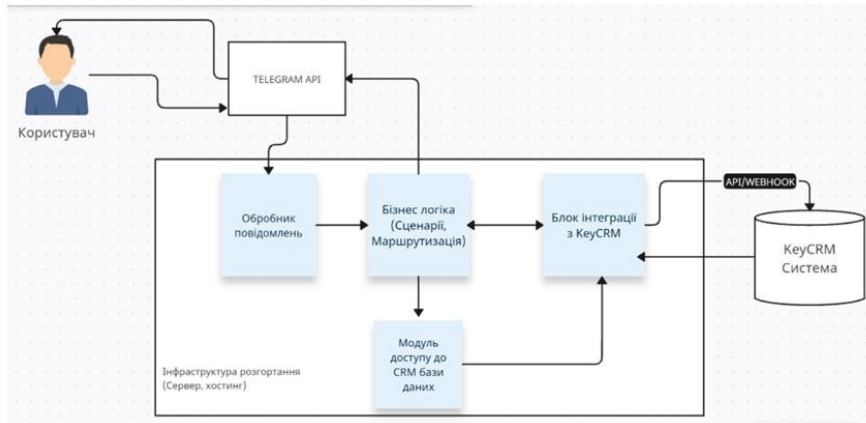 TELEGRAM API
Користувач
Обробник
повідомлень
Бізнес логіка
(Сценарії,
Маршрутизація)
Блок інтеграції
з KeyCRM
API/WEBHOOK
KeyCRM
Система
Модуль
доступу до
CRM бази
даних
Інфраструктура розгортання
(Сервер, хостинг)